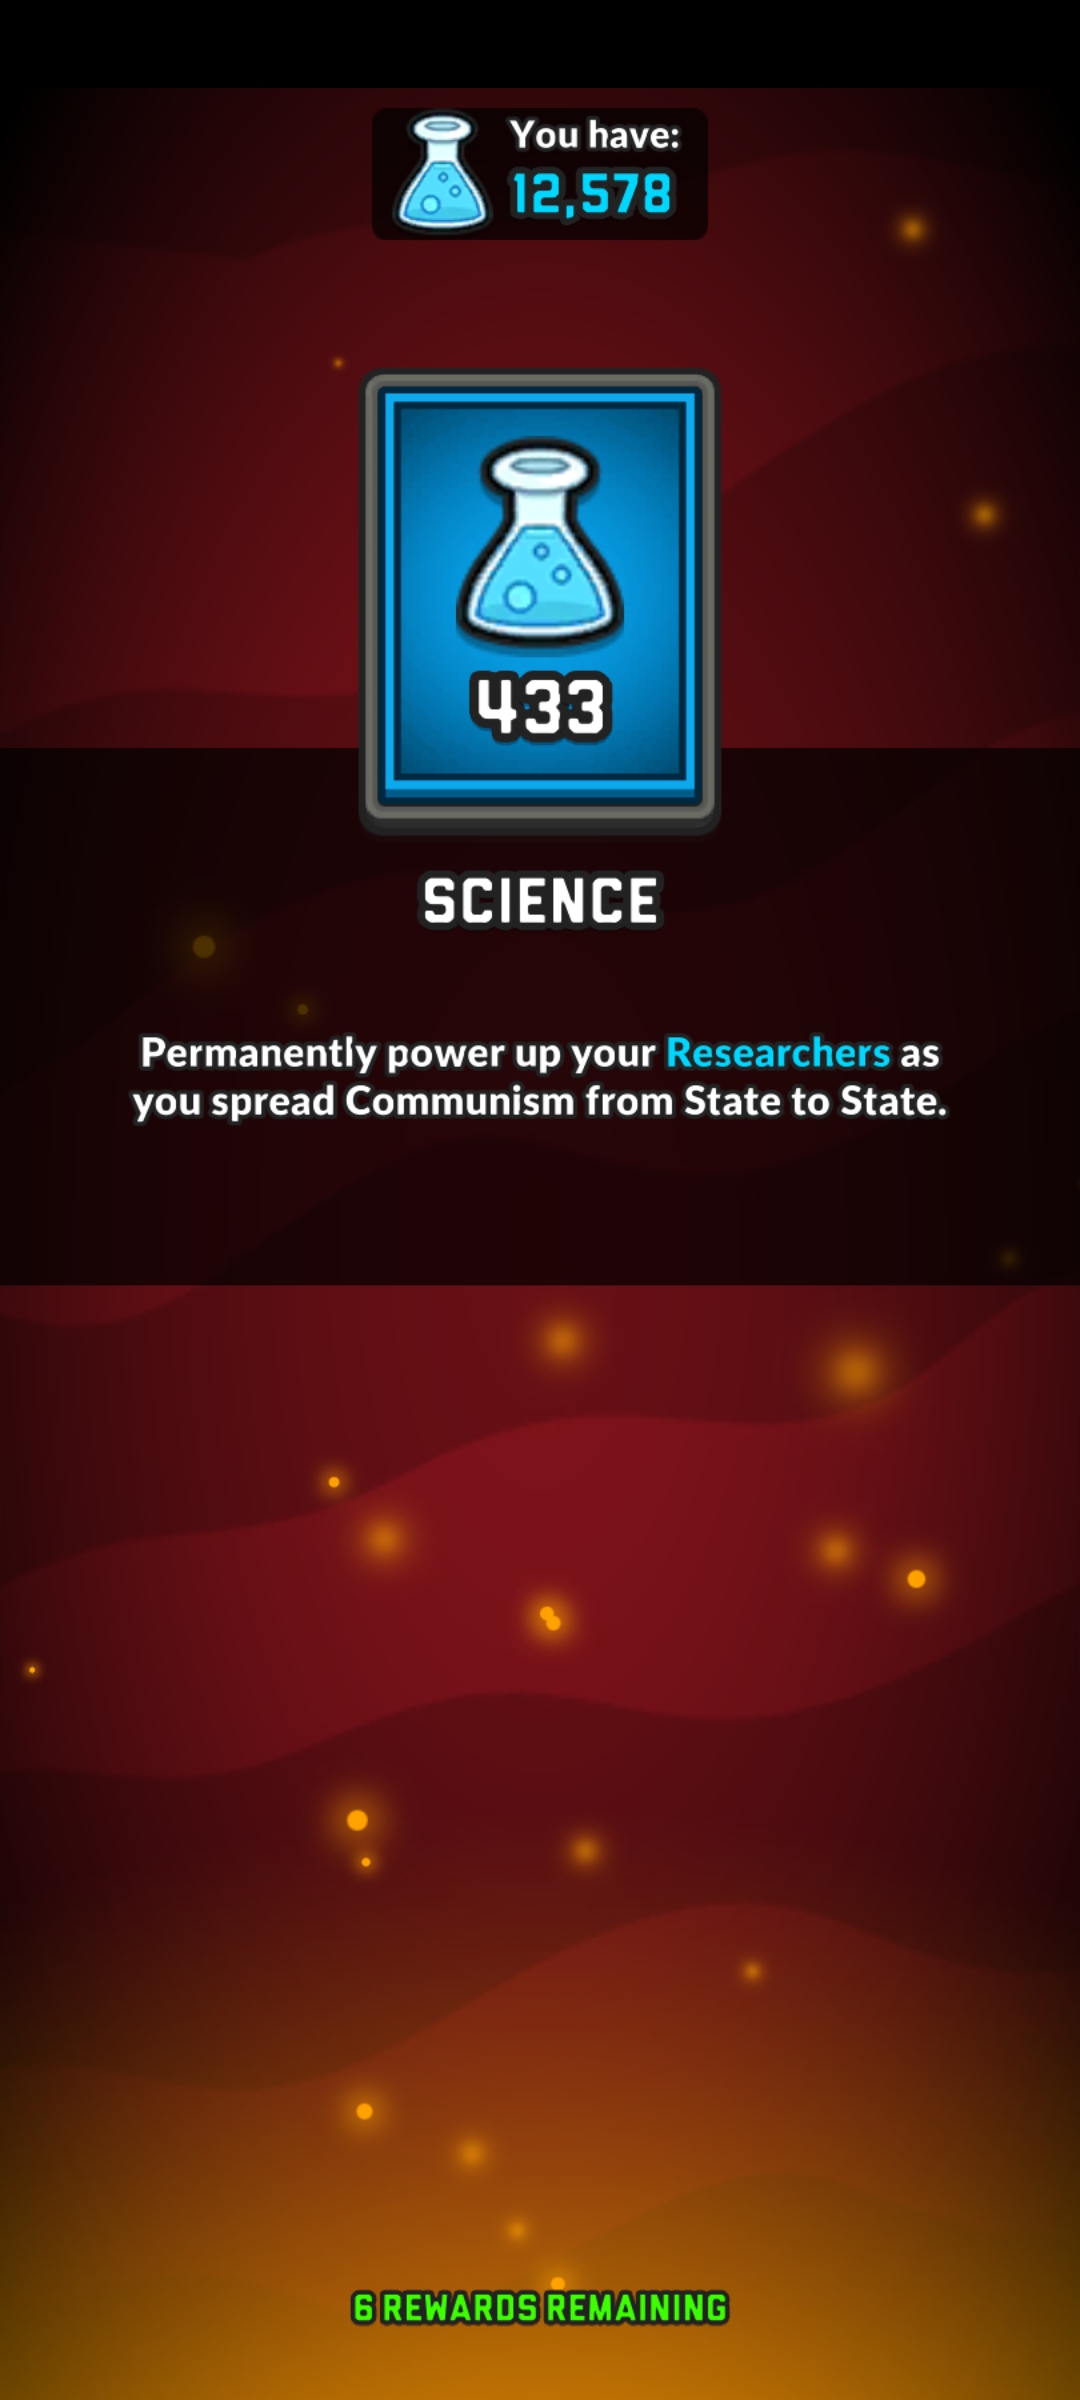 You have:
12,578
433
SCIENCE
Permanently power up your Researchers as
you spread Communism from State to State.
6 REWARDS REMAINING